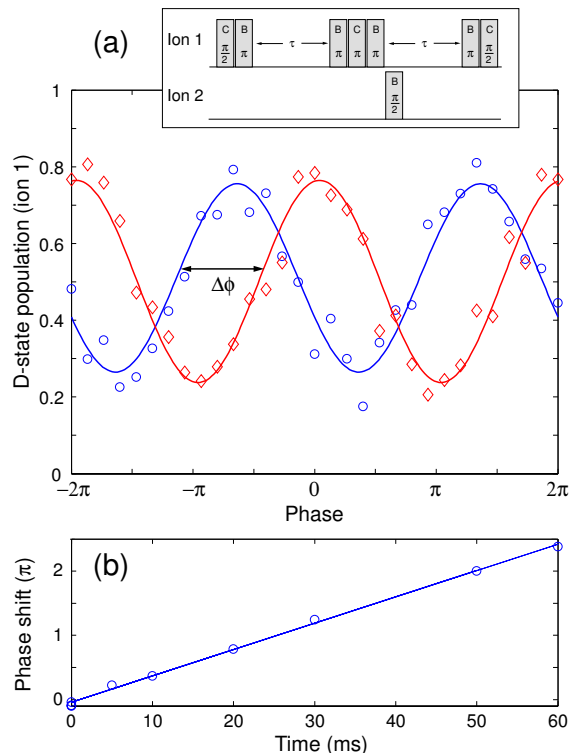 (a)
Ion 1
C π/2
B π
τ
B π
C π
B π
τ
B π
C π/2
Ion 2
B π/2
D-state population (ion 1)
1
0.8
0.6
0.4
0.2
0
Δϕ
−2π −π 0 π 2π
Phase
(b)
Phase shift (π)
2
1
0
0 10 20 30 40 50 60
Time (ms)